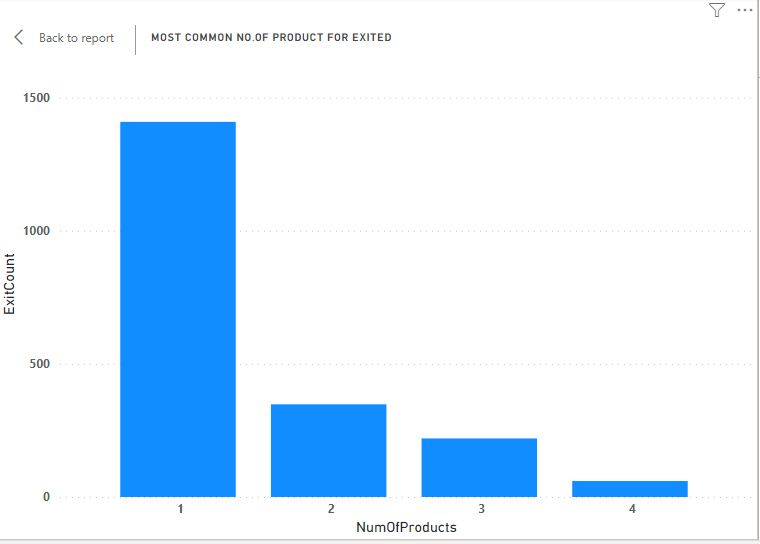 Back to report
MOST COMMON NO.OF PRODUCT FOR EXITED
1500
1000
500
0
ExitCount
1 2 3 4
NumOfProducts